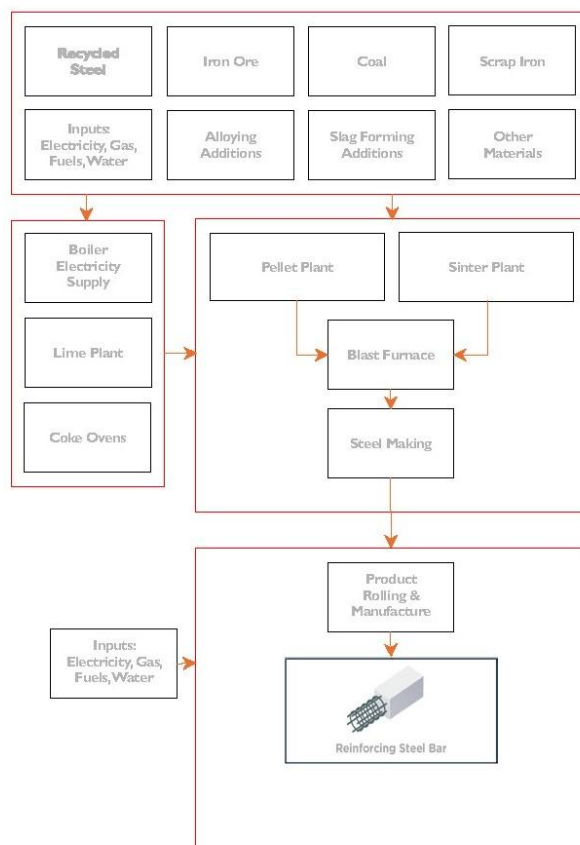 Recycled
Steel
Iron Ore
Coal
Scrap Iron
Inputs:
Electricity, Gas,
Fuels, Water
Alloying
Additions
Slag Forming
Additions
Other
Materials
Boiler
Electricity
Supply
Lime Plant
Coke Ovens
Pellet Plant
Sinter Plant
Blast Furnace
Steel Making
Inputs:
Electricity, Gas,
Fuels, Water
Product
Rolling &
Manufacture
Reinforcing Steel Bar